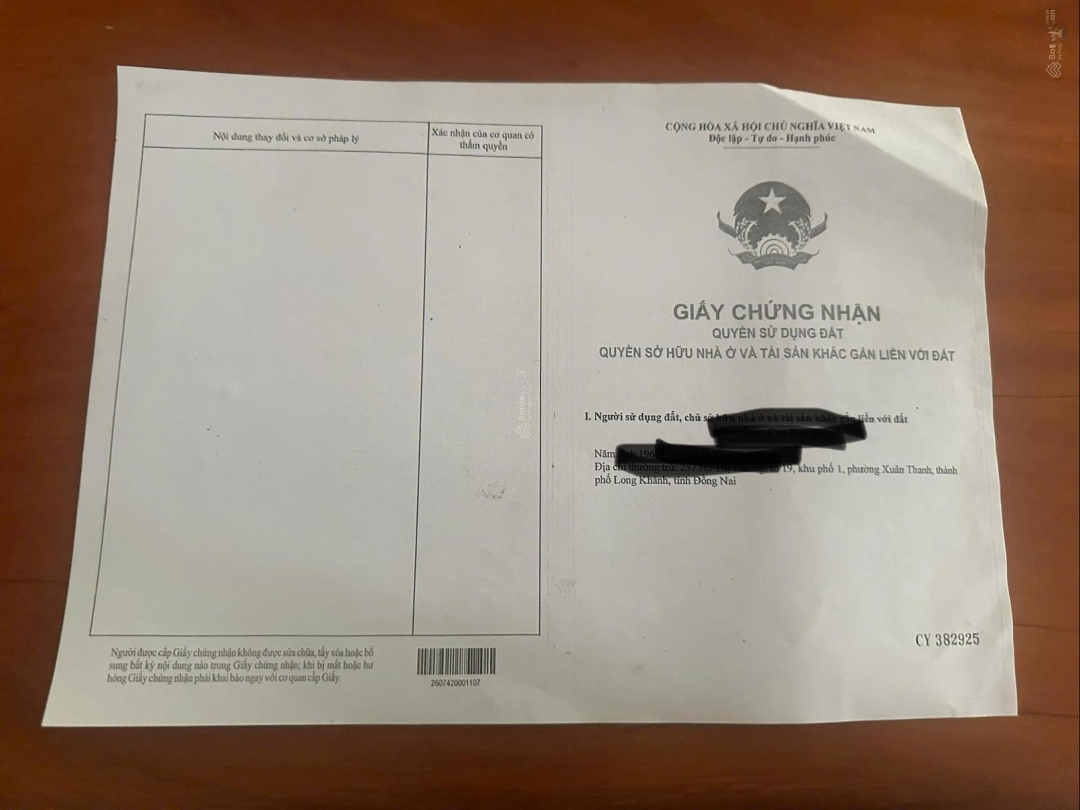 Nội dung thay đổi và cơ sở pháp lý
Xác nhận của cơ quan có
thẩm quyền
Người được cấp Giấy chứng nhận không được sửa chữa, tẩy xóa hoặc bổ
sung bất kỳ nội dung nào trong Giấy chứng nhận; khi bị mất hoặc hư
hỏng Giấy chứng nhận phải khai báo ngay với cơ quan cấp Giấy.
2607420001107
CỘNG HÒA XÃ HỘI CHỦ NGHĨA VIỆT NAM
Độc lập - Tự do - Hạnh phúc
GIẤY CHỨNG NHẬN
QUYỀN SỬ DỤNG ĐẤT
QUYỀN SỞ HỮU NHÀ Ở VÀ TÀI SẢN KHÁC GẮN LIỀN VỚI ĐẤT
I. Người sử dụng đất, chủ sở hữu nhà ở và tài sản khác gắn liền với đất
Năm
Địa chỉ thường trú: 19, khu phố 1, phường Xuân Thanh, thành
phố Long Khánh, tỉnh Đồng Nai
CY 382925